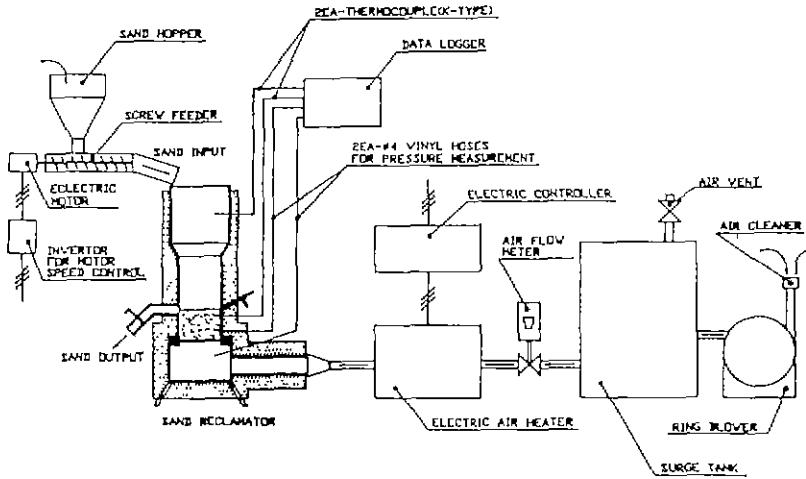 2EA-THERMOCOUPLE(K-TYPE)
SAND HOPPER
DATA LOGGER
SCREW FEEDER
SAND INPUT
2EA-#4 VINYL HOSES
FOR PRESSURE MEASUREMENT
ECLECTRIC
MOTOR
ELECTRIC CONTROLLER
AIR VENT
AIR CLEANER
AIR FLOW
METER
INVERTOR
FOR MOTOR
SPEED CONTROL
SAND OUTPUT
SAND RECLAMATOR
ELECTRIC AIR HEATER
RING BLOWER
SURGE TANK